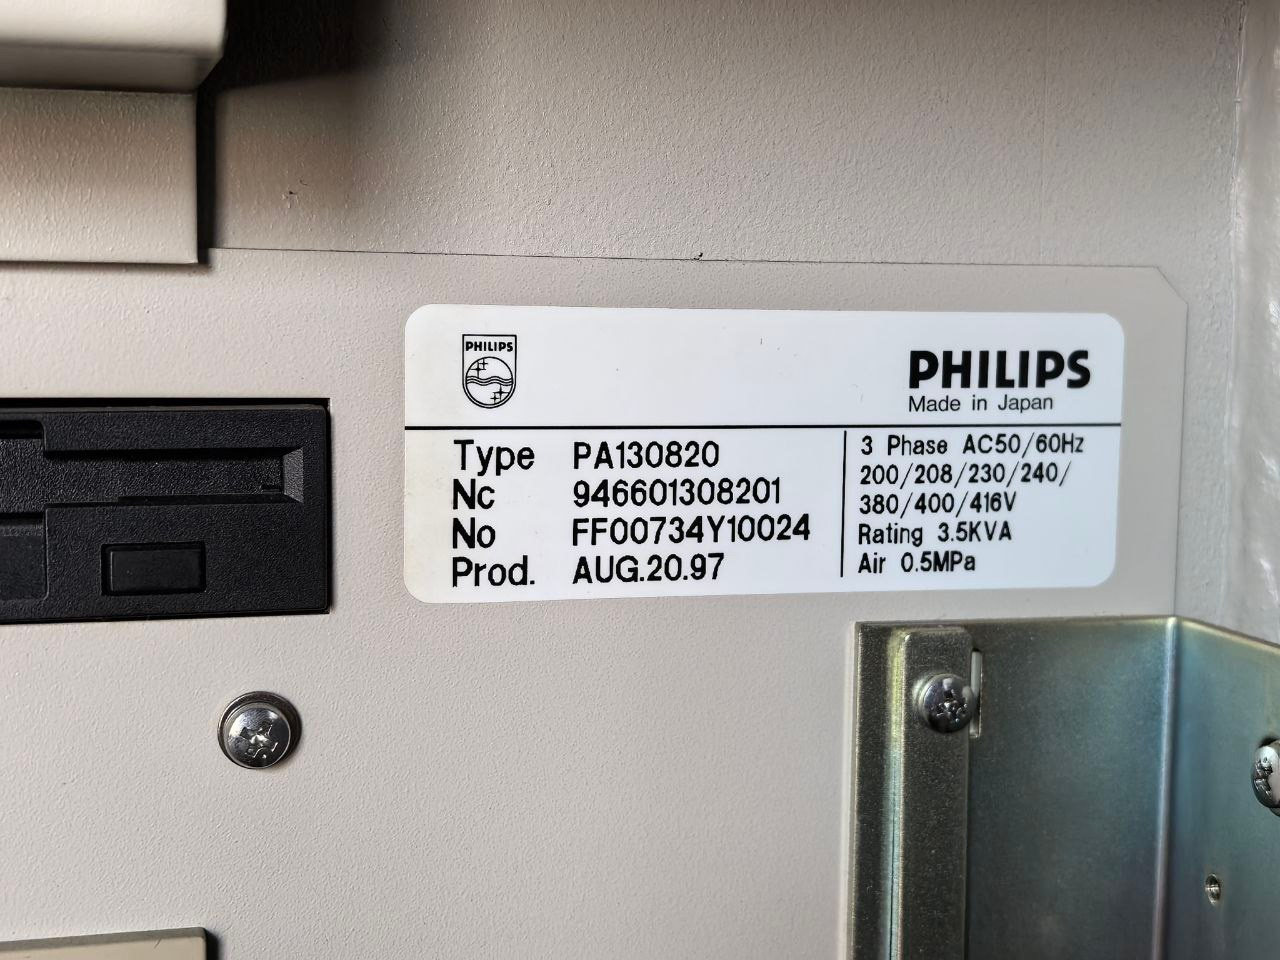 PHILIPS
PHILIPS
Made in Japan
Type PA130820
Nc 946601308201
No FF00734Y10024
Prod. AUG.20.97
3 Phase AC50/60Hz
200/208/230/240/
380/400/416V
Rating 3.5KVA
Air 0.5MPa